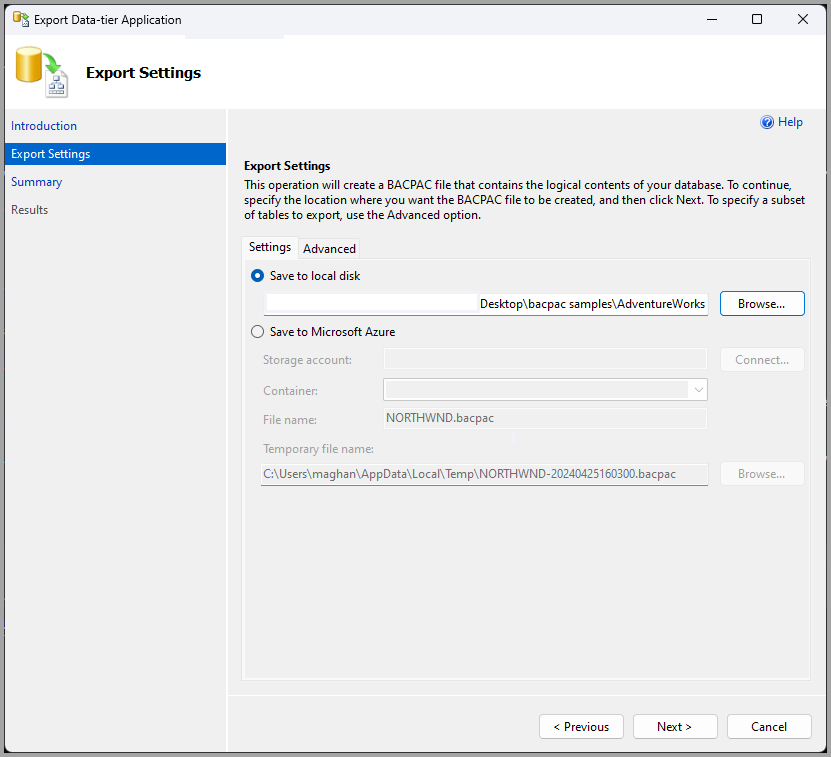 Export Data-tier Application
Export Settings
Introduction
Export Settings
Summary
Results
Help
Export Settings
This operation will create a BACPAC file that contains the logical contents of your database. To continue,
specify the location where you want the BACPAC file to be created, and then click Next. To specify a subset
of tables to export, use the Advanced option.
Settings Advanced
Save to local disk
Desktop\bacpac samples\AdventureWorks Browse...
Save to Microsoft Azure
Storage account: Connect...
Container:
File name: NORTHWND.bacpac
Temporary file name:
C:\Users\maghan\AppData\Local\Temp\NORTHWND-20240425160300.bacpac Browse...
< Previous Next > Cancel